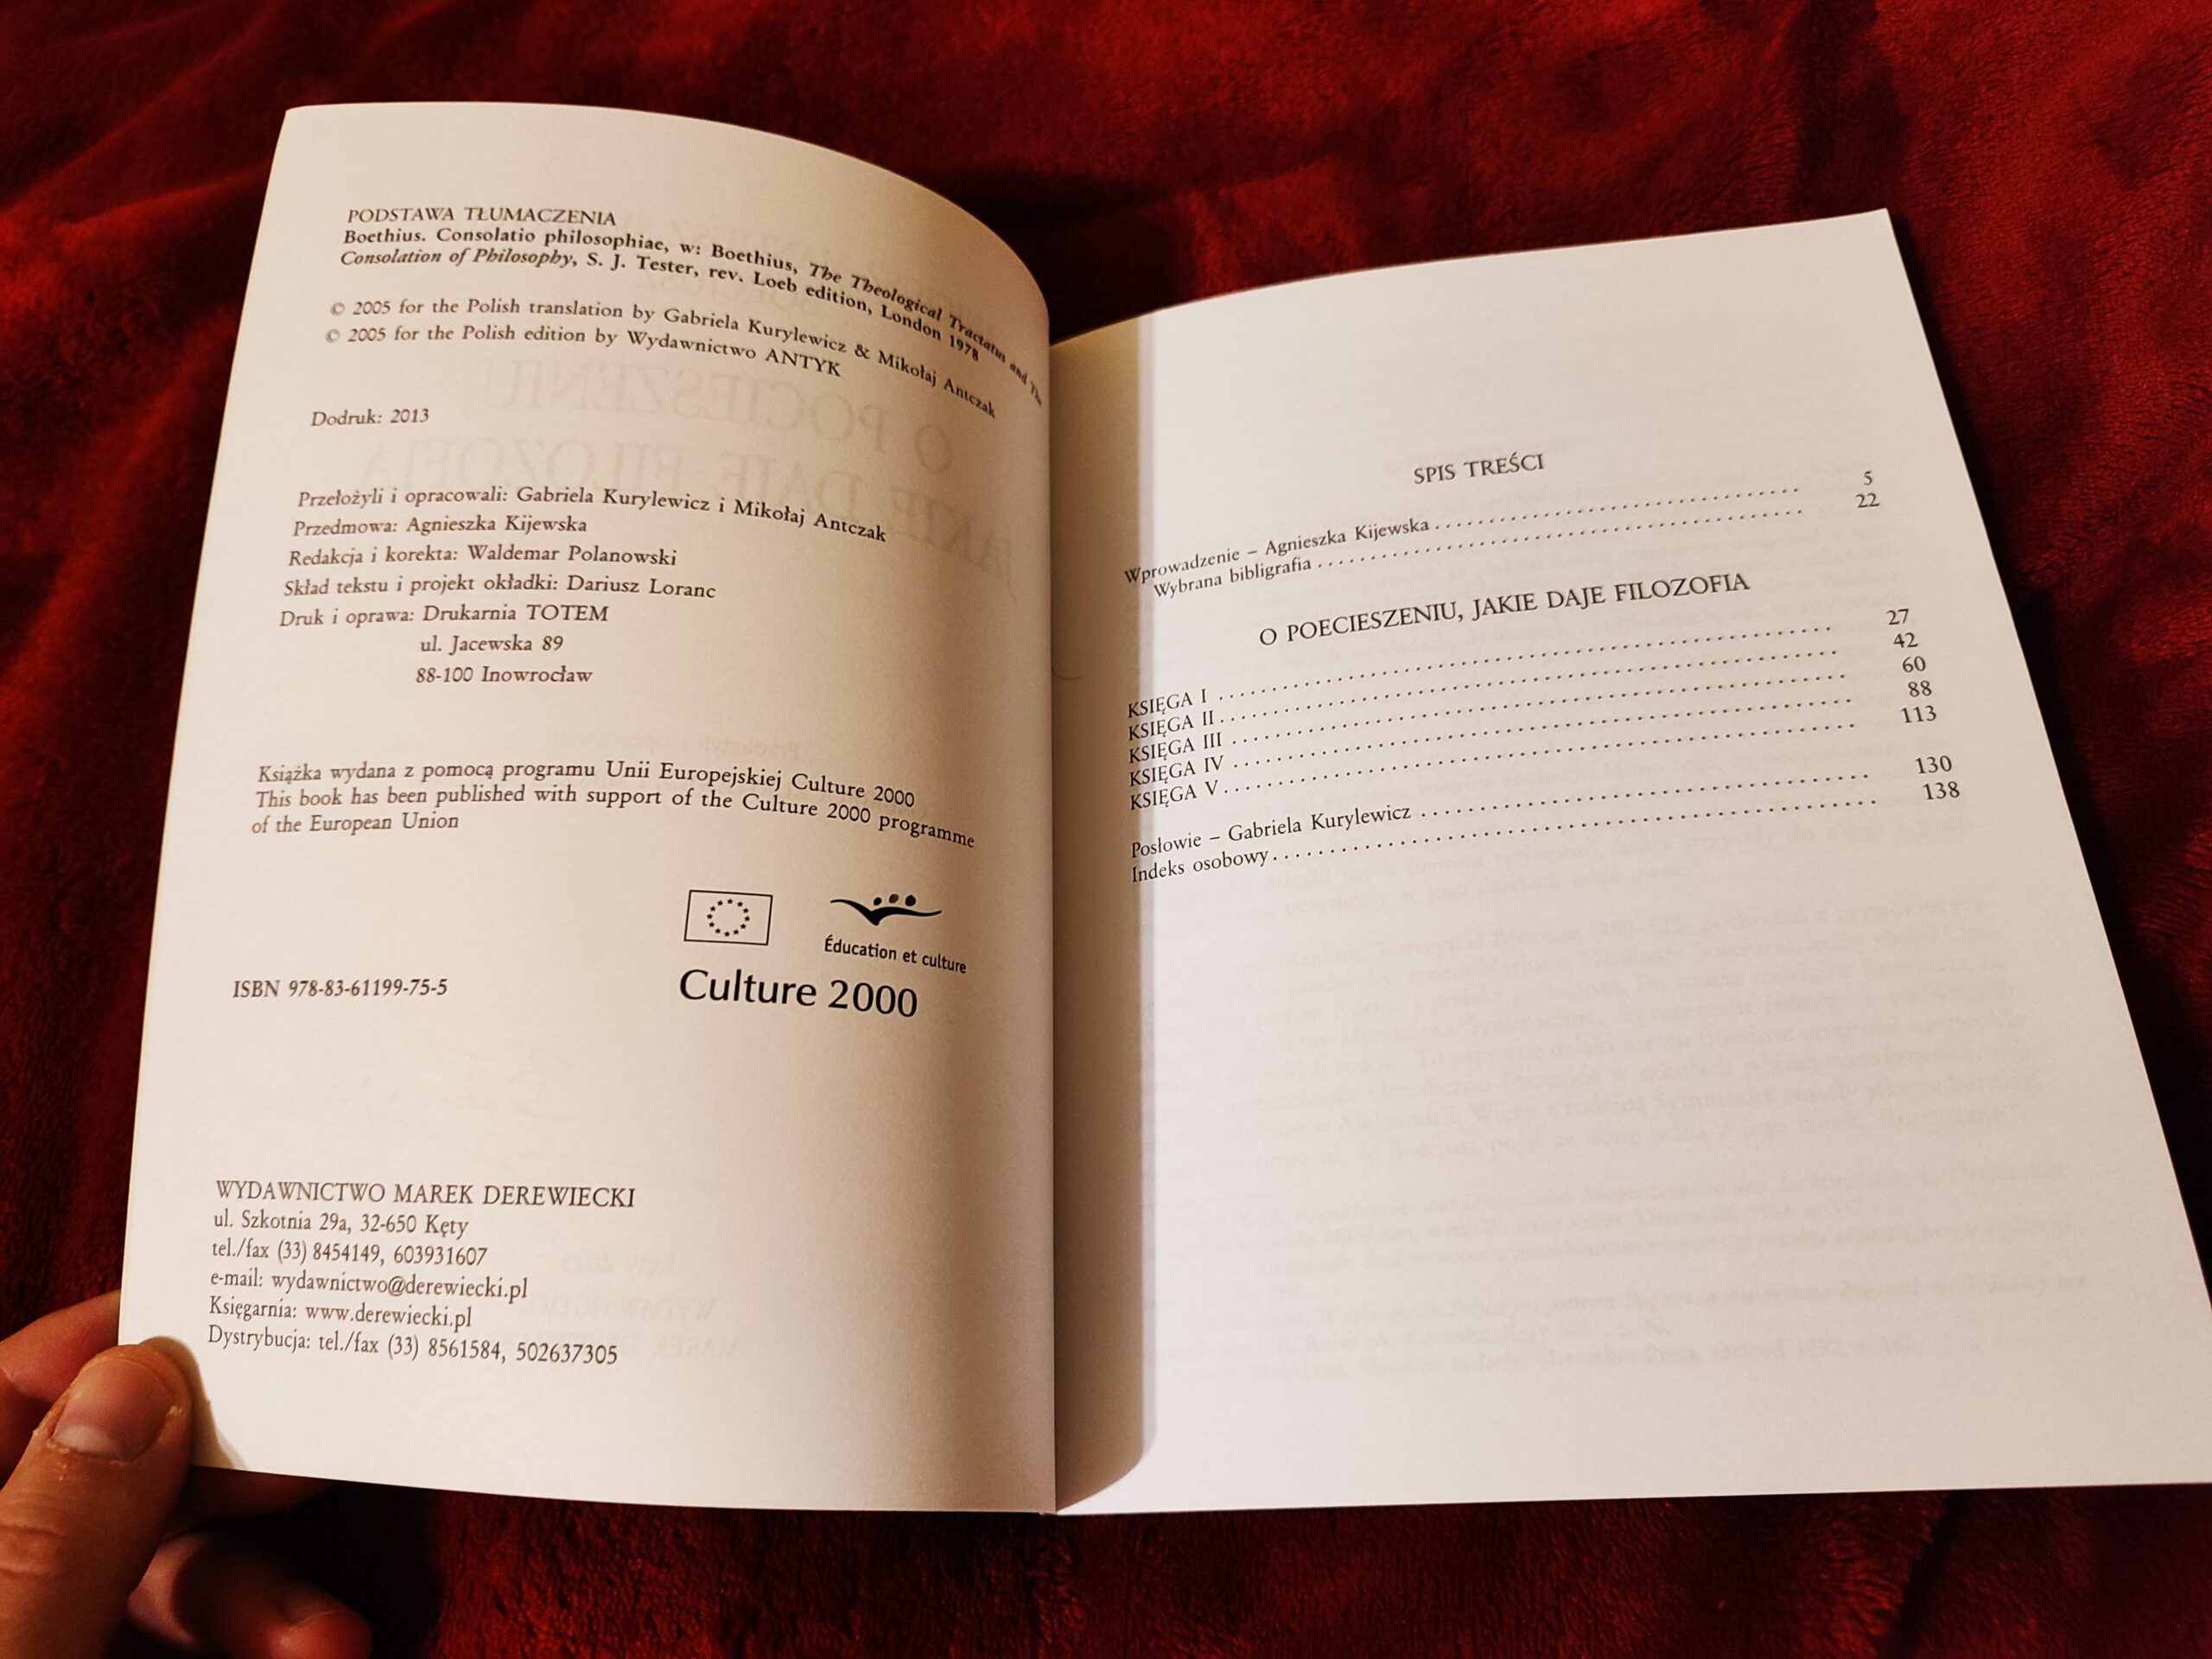 PODSTAWA TŁUMACZENIA
Boethius. Consolatio philosophiae, w: Boethius, The Theological Tractatus and The
Consolation of Philosophy, S. J. Tester, rev. Loeb edition, London 1978
© 2005 for the Polish translation by Gabriela Kurylewicz & Mikołaj Antczak
© 2005 for the Polish edition by Wydawnictwo ANTYK
Dodruk: 2013
Przełożyli i opracowali: Gabriela Kurylewicz i Mikołaj Antczak
Przedmowa: Agnieszka Kijewska
Redakcja i korekta: Waldemar Polanowski
Skład tekstu i projekt okładki: Dariusz Loranc
Druk i oprawa: Drukarnia TOTEM
ul. Jacewska 89
88-100 Inowrocław
Książka wydana z pomocą programu Unii Europejskiej Culture 2000
This book has been published with support of the Culture 2000 programme
of the European Union
Éducation et culture
Culture 2000
ISBN 978-83-61199-75-5
WYDAWNICTWO MAREK DEREWIECKI
ul. Szkotnia 29a, 32-650 Kęty
tel./fax (33) 8454149, 603931607
e-mail: wydawnictwo@derewiecki.pl
Księgarnia: www.derewiecki.pl
Dystrybucja: tel./fax (33) 8561584, 502637305
SPIS TREŚCI
Wprowadzenie – Agnieszka Kijewska . . . . . . . . . . 5
Wybrana bibligrafia . . . . . . . . . . 22
O POECIESZENIU, JAKIE DAJE FILOZOFIA
KSIĘGA I . . . . . . . . . . 27
KSIĘGA II . . . . . . . . . . 42
KSIĘGA III . . . . . . . . . . 60
KSIĘGA IV . . . . . . . . . . 88
KSIĘGA V . . . . . . . . . . 113
Posłowie – Gabriela Kurylewicz . . . . . . . . . . 130
Indeks osobowy . . . . . . . . . . 138